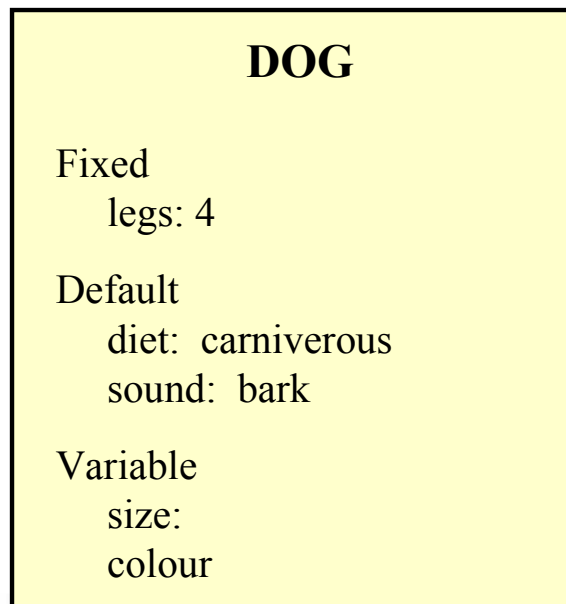 DOG
Fixed
legs: 4
Default
diet: carniverous
sound: bark
Variable
size:
colour